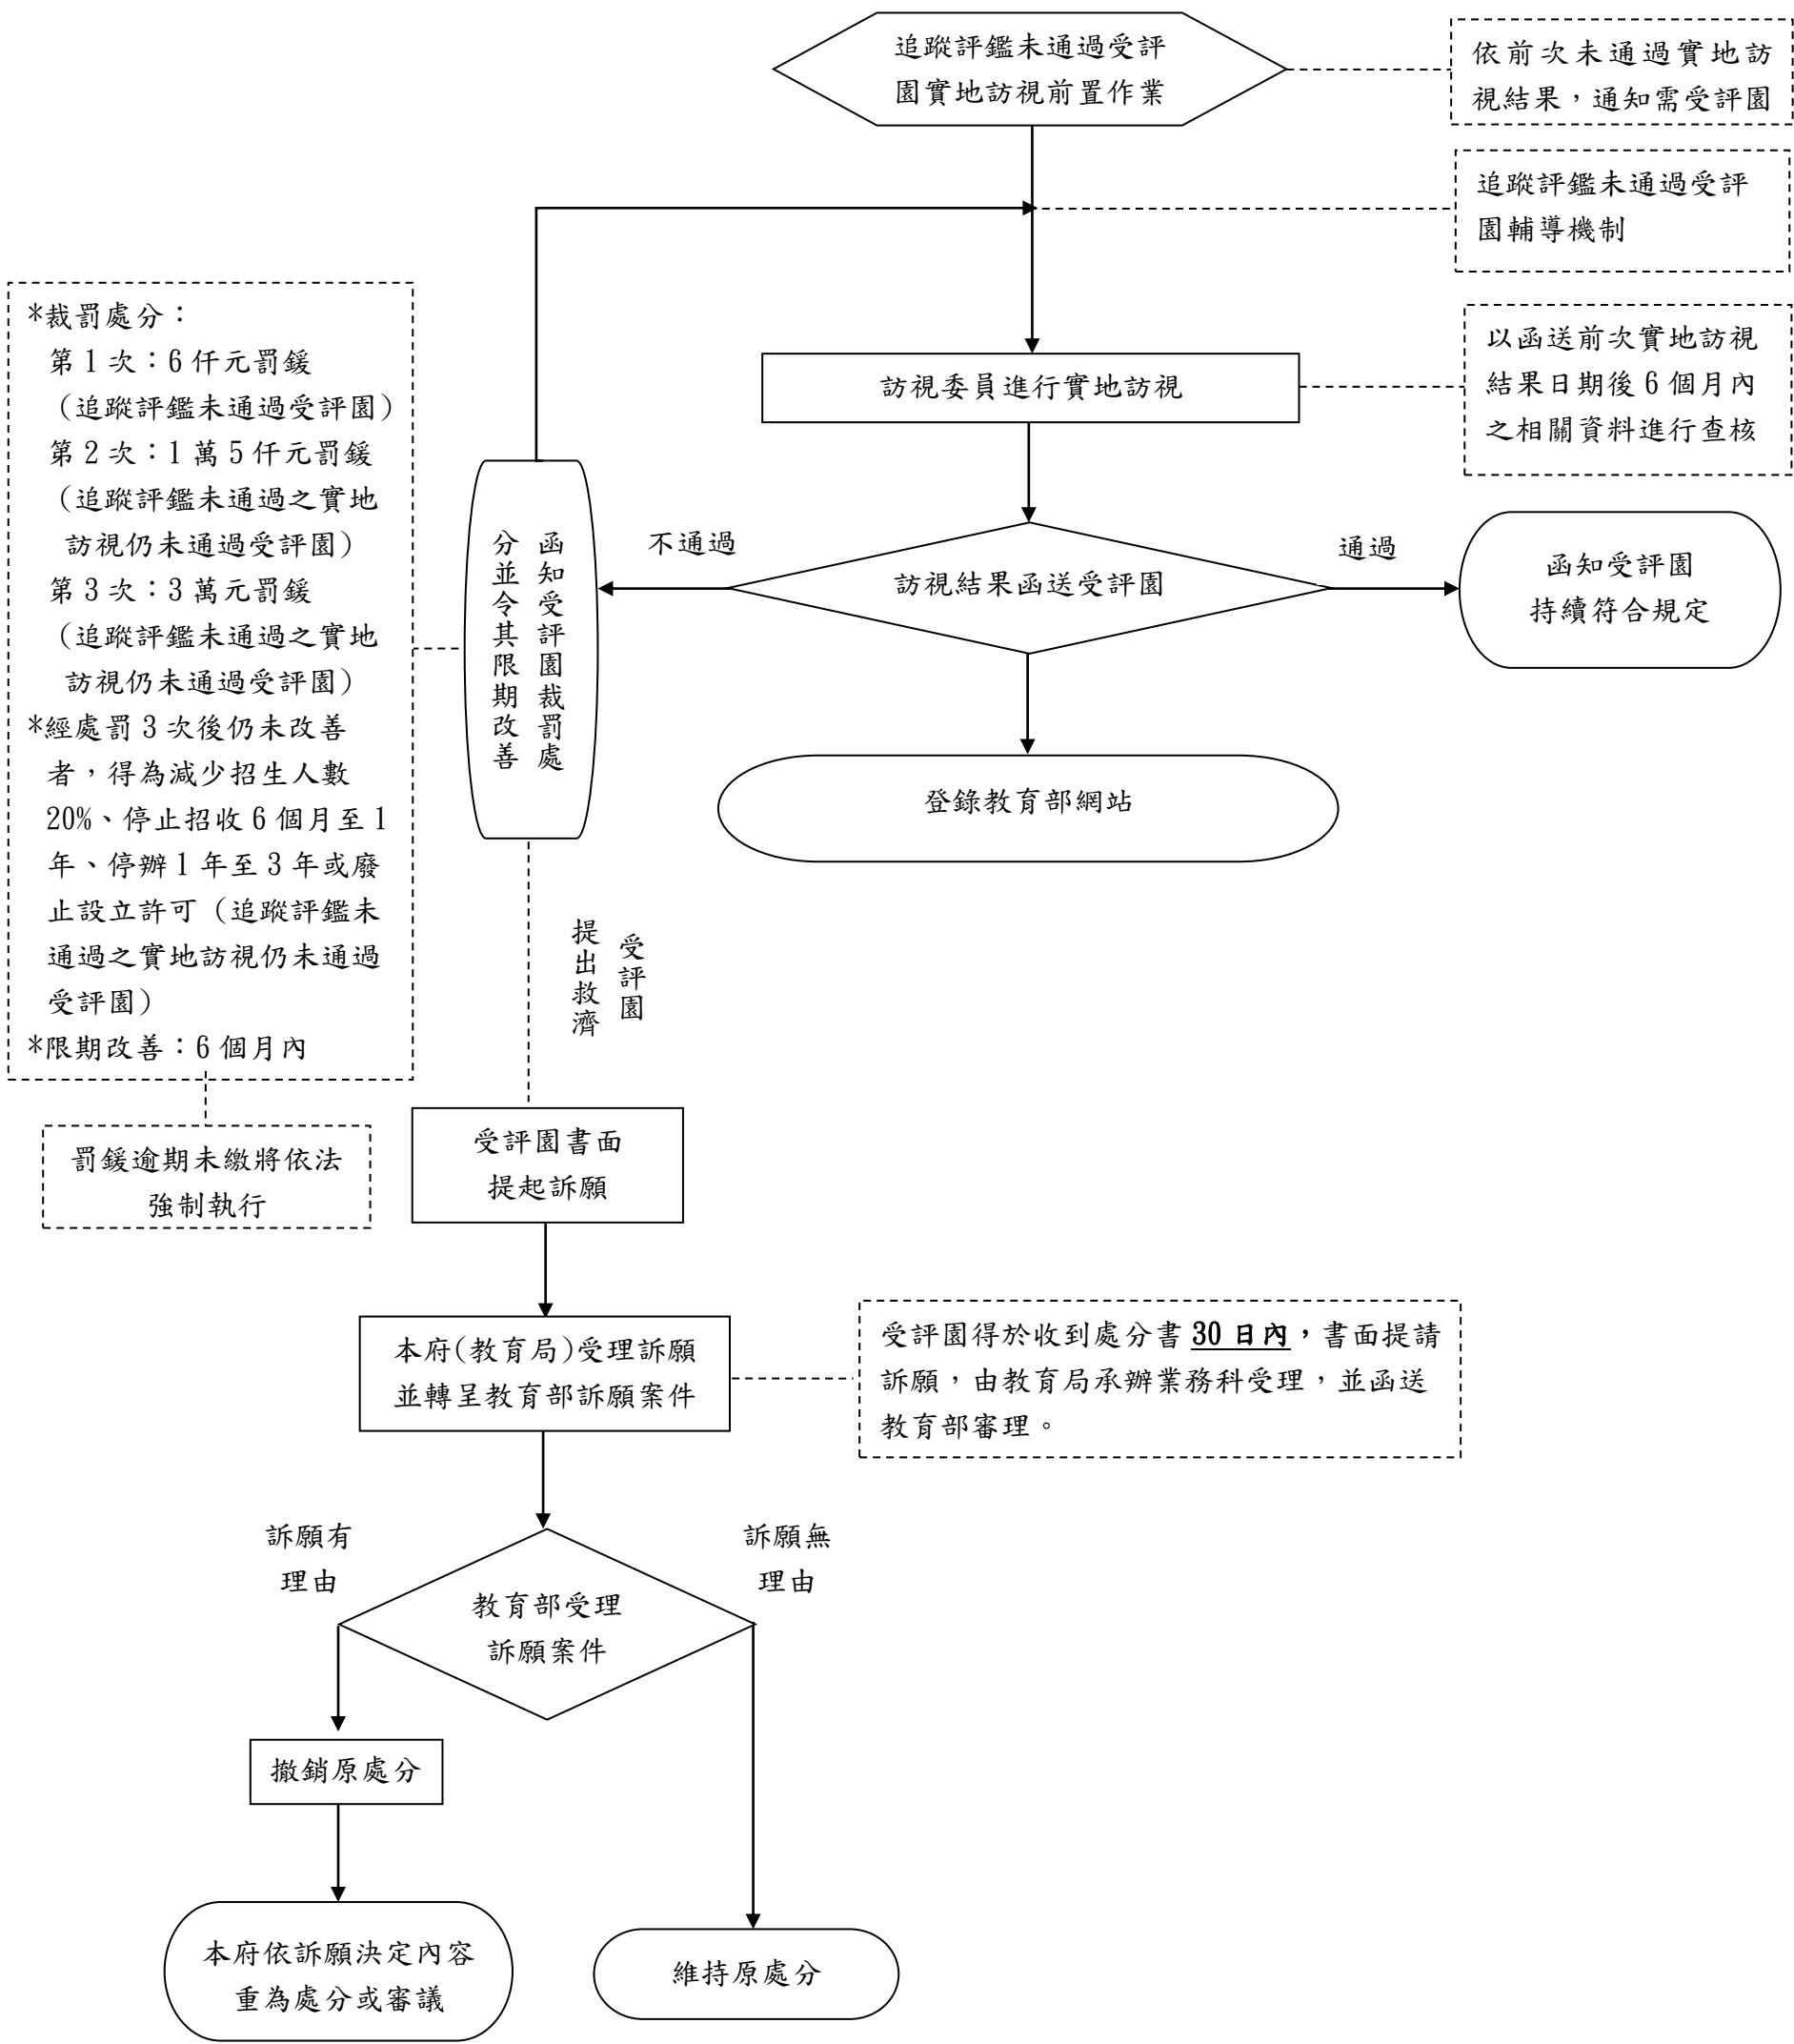 追蹤評鑑未通過受評
園實地訪視前置作業
依前次未通過實地訪
視結果，通知需受評園
追蹤評鑑未通過受評
園輔導機制
訪視委員進行實地訪視
以函送前次實地訪視
結果日期後 6 個月內
之相關資料進行查核
*裁罰處分：
第 1 次：6 仟元罰鍰
（追蹤評鑑未通過受評園）
第 2 次：1 萬 5 仟元罰鍰
（追蹤評鑑未通過之實地
訪視仍未通過受評園）
第 3 次：3 萬元罰鍰
（追蹤評鑑未通過之實地
訪視仍未通過受評園）
*經處罰 3 次後仍未改善
者，得為減少招生人數
20%、停止招收 6 個月至 1
年、停辦 1 年至 3 年或廢
止設立許可（追蹤評鑑未
通過之實地訪視仍未通過
受評園）
*限期改善：6 個月內
罰鍰逾期未繳將依法
強制執行
函知受評園裁罰處
分並令其限期改善
不通過
訪視結果函送受評園
通過
函知受評園
持續符合規定
登錄教育部網站
受評園
提出救濟
受評園書面
提起訴願
本府(教育局)受理訴願
並轉呈教育部訴願案件
受評園得於收到處分書 30 日內，書面提請
訴願，由教育局承辦業務科受理，並函送
教育部審理。
訴願有
理由
訴願無
理由
教育部受理
訴願案件
撤銷原處分
本府依訴願決定內容
重為處分或審議
維持原處分